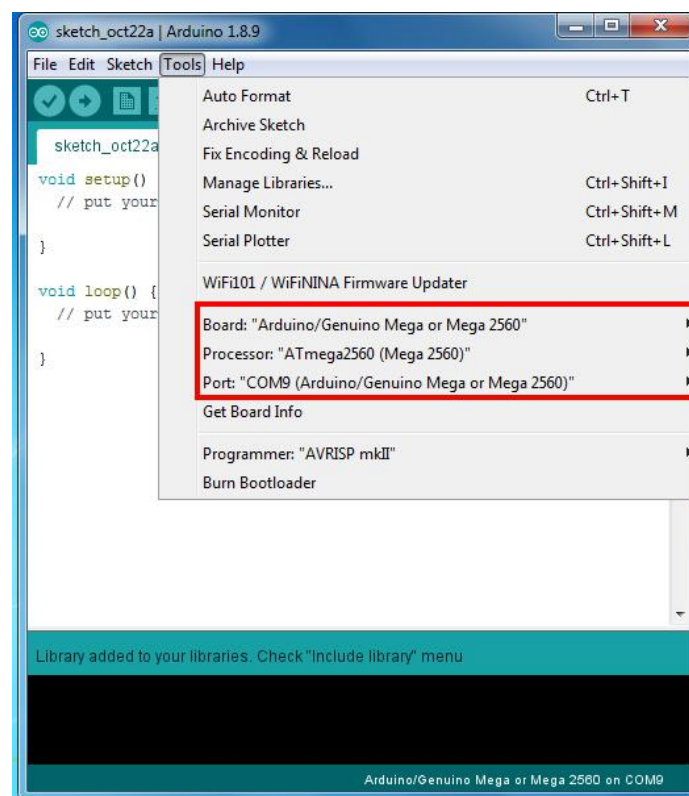 sketch_oct22a | Arduino 1.8.9
File Edit Sketch Tools Help
Auto Format Ctrl+T
Archive Sketch
sketch_oct22a
Fix Encoding & Reload
void setup()
Manage Libraries... Ctrl+Shift+I
// put your
Serial Monitor Ctrl+Shift+M
Serial Plotter Ctrl+Shift+L
}
WiFi101 / WiFiNINA Firmware Updater
void loop() {
// put your
Board: "Arduino/Genuino Mega or Mega 2560"
Processor: "ATmega2560 (Mega 2560)"
}
Port: "COM9 (Arduino/Genuino Mega or Mega 2560)"
Get Board Info
Programmer: "AVRISP mkII"
Burn Bootloader
Library added to your libraries. Check "Include library" menu
Arduino/Genuino Mega or Mega 2560 on COM9